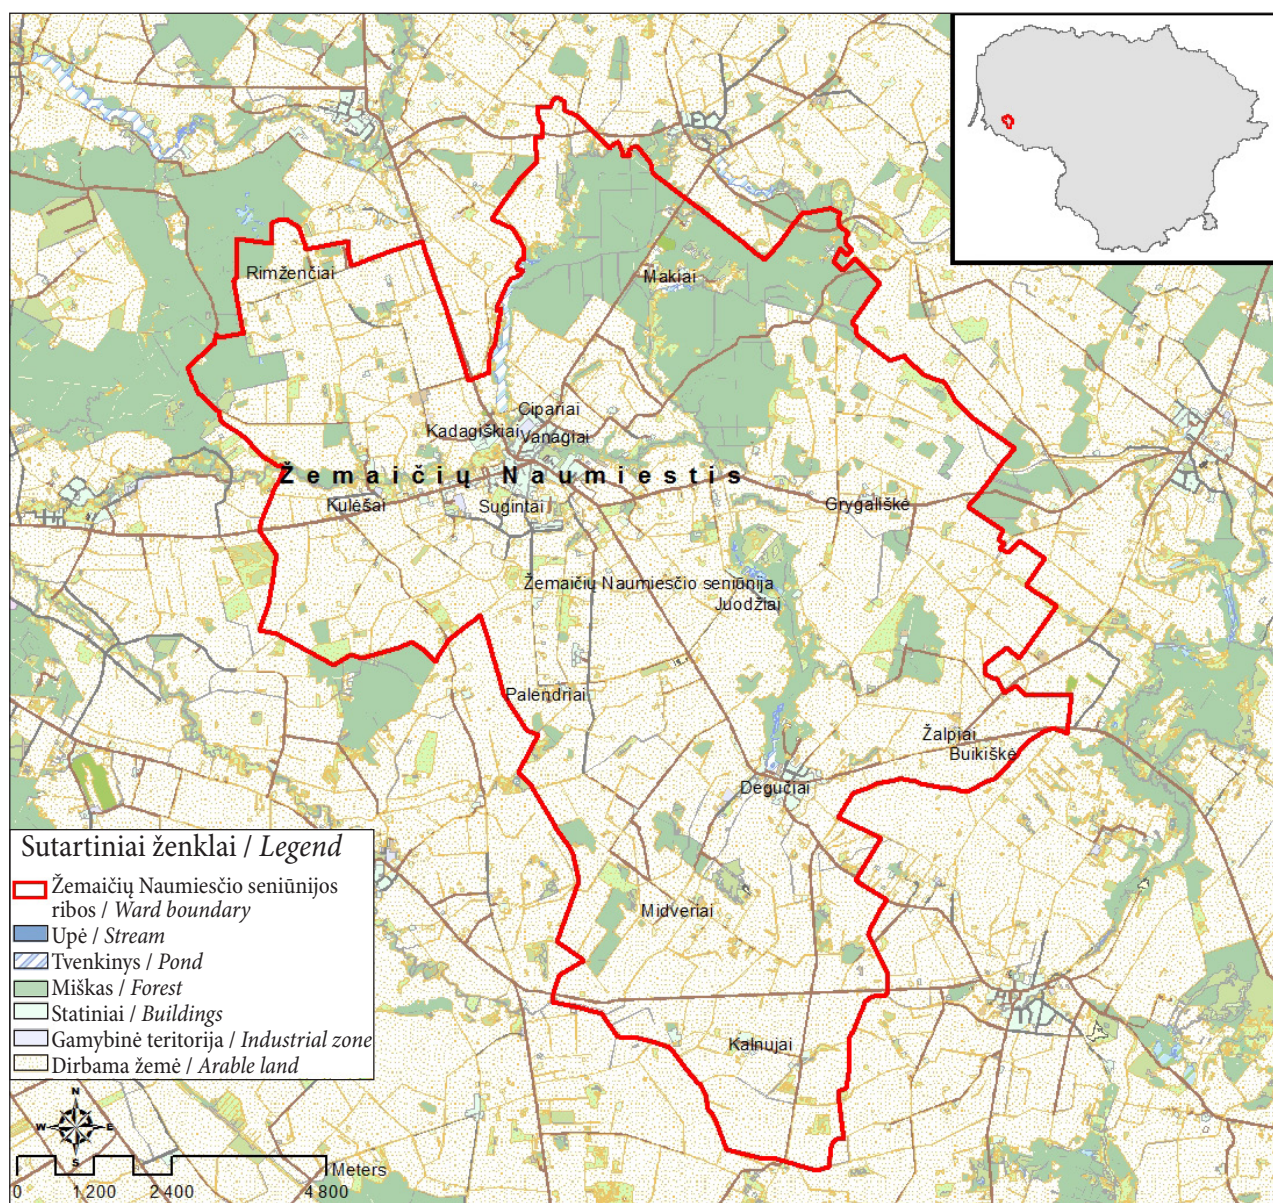 Rimženčiai
Makiai
Cipariai
Kadagiškiai
Vanagiai
Žemaičių Naumiestis
Kulėšai
Sugintai
Grygališkė
Žemaičių Naumiesčio seniūnija
Juodžiai
Palendriai
Žalpiai
Buikiškė
Degučiai
Midveriai
Kalnujai
Sutartiniai ženklai / Legend
Žemaičių Naumiesčio seniūnijos
ribos / Ward boundary
Upė / Stream
Tvenkinys / Pond
Miškas / Forest
Statiniai / Buildings
Gamybinė teritorija / Industrial zone
Dirbama žemė / Arable land
N
W E
S
Meters
0 1 200 2 400 4 800